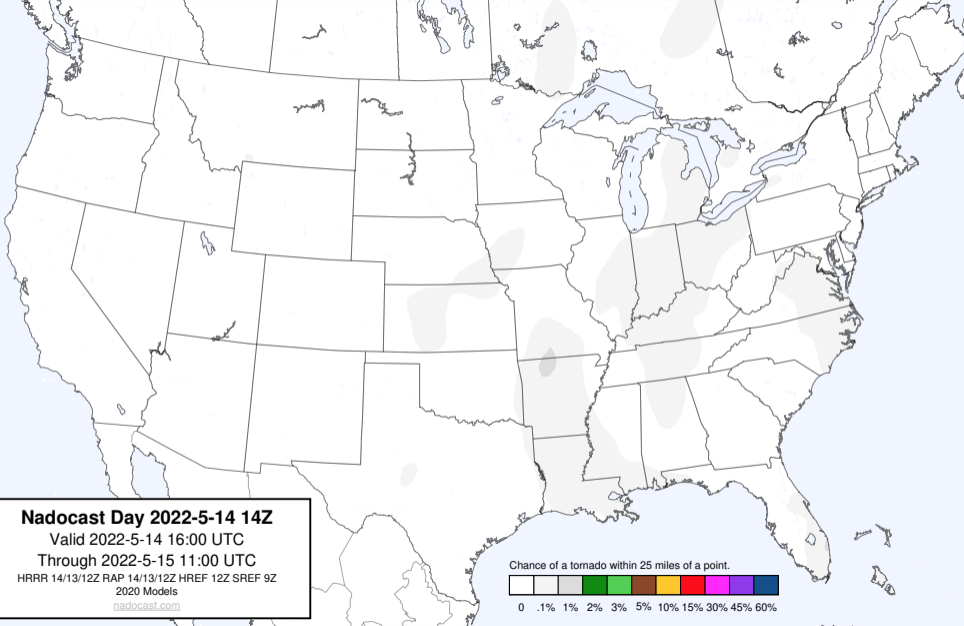 Nadocast Day 2022-5-14 14Z
Valid 2022-5-14 16:00 UTC
Through 2022-5-15 11:00 UTC
HRRR 14/13/12Z RAP 14/13/12Z HREF 12Z SREF 9Z
2020 Models
nadocast.com
Chance of a tornado within 25 miles of a point.
0 .1% 1% 2% 3% 5% 10% 15% 30% 45% 60%